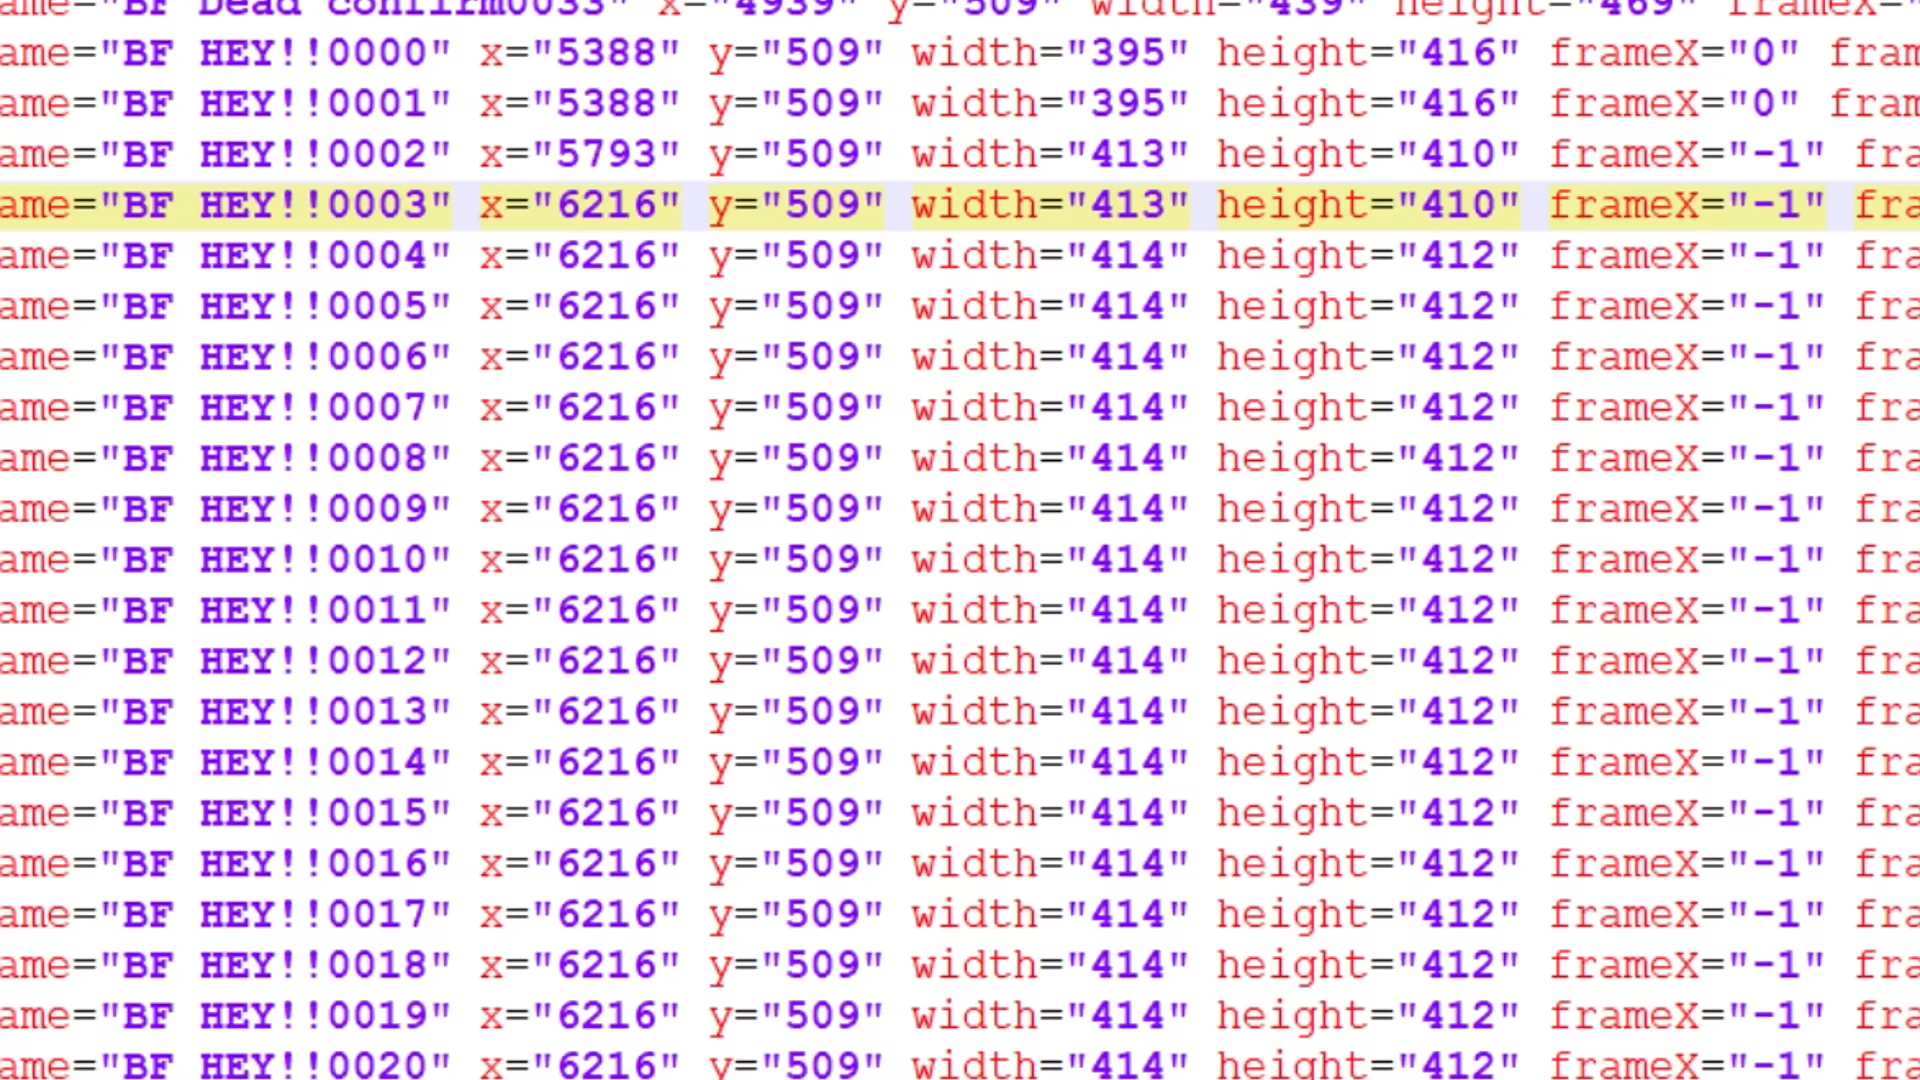 ame="BF Dead confirm0033" x="4939" y="509" width="439" height="469" frameX="
ame="BF HEY!!0000" x="5388" y="509" width="395" height="416" frameX="0" fram
ame="BF HEY!!0001" x="5388" y="509" width="395" height="416" frameX="0" fram
ame="BF HEY!!0002" x="5793" y="509" width="413" height="410" frameX="-1" fra
ame="BF HEY!!0003" x="6216" y="509" width="413" height="410" frameX="-1" fra
ame="BF HEY!!0004" x="6216" y="509" width="414" height="412" frameX="-1" fra
ame="BF HEY!!0005" x="6216" y="509" width="414" height="412" frameX="-1" fra
ame="BF HEY!!0006" x="6216" y="509" width="414" height="412" frameX="-1" fra
ame="BF HEY!!0007" x="6216" y="509" width="414" height="412" frameX="-1" fra
ame="BF HEY!!0008" x="6216" y="509" width="414" height="412" frameX="-1" fra
ame="BF HEY!!0009" x="6216" y="509" width="414" height="412" frameX="-1" fra
ame="BF HEY!!0010" x="6216" y="509" width="414" height="412" frameX="-1" fra
ame="BF HEY!!0011" x="6216" y="509" width="414" height="412" frameX="-1" fra
ame="BF HEY!!0012" x="6216" y="509" width="414" height="412" frameX="-1" fra
ame="BF HEY!!0013" x="6216" y="509" width="414" height="412" frameX="-1" fra
ame="BF HEY!!0014" x="6216" y="509" width="414" height="412" frameX="-1" fra
ame="BF HEY!!0015" x="6216" y="509" width="414" height="412" frameX="-1" fra
ame="BF HEY!!0016" x="6216" y="509" width="414" height="412" frameX="-1" fra
ame="BF HEY!!0017" x="6216" y="509" width="414" height="412" frameX="-1" fra
ame="BF HEY!!0018" x="6216" y="509" width="414" height="412" frameX="-1" fra
ame="BF HEY!!0019" x="6216" y="509" width="414" height="412" frameX="-1" fra
ame="BF HEY!!0020" x="6216" y="509" width="414" height="412" frameX="-1" fra